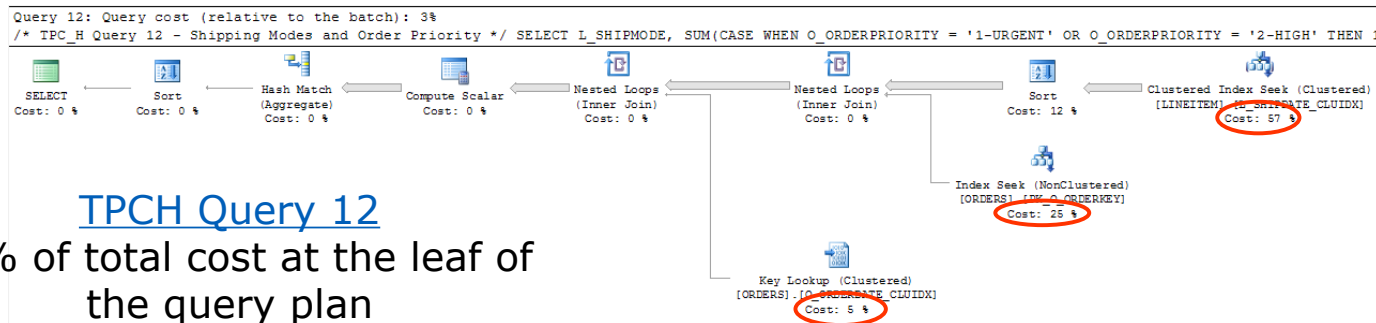 Query 12: Query cost (relative to the batch): 3%
/* TPC_H Query 12 - Shipping Modes and Order Priority */ SELECT L_SHIPMODE, SUM(CASE WHEN O_ORDERPRIORITY = '1-URGENT' OR O_ORDERPRIORITY = '2-HIGH' THEN 1
SELECT
Cost: 0 %
Sort
Cost: 0 %
Hash Match
(Aggregate)
Cost: 0 %
Compute Scalar
Cost: 0 %
Nested Loops
(Inner Join)
Cost: 0 %
Nested Loops
(Inner Join)
Cost: 0 %
Sort
Cost: 12 %
Clustered Index Seek (Clustered)
[LINEITEM].[L_SHIPDATE_CLUIDX]
Cost: 57 %
Index Seek (NonClustered)
[ORDERS].[PK_O_ORDERKEY]
Cost: 25 %
Key Lookup (Clustered)
[ORDERS].[O_ORDERDATE_CLUIDX]
Cost: 5 %
TPCH Query 12
% of total cost at the leaf of
the query plan